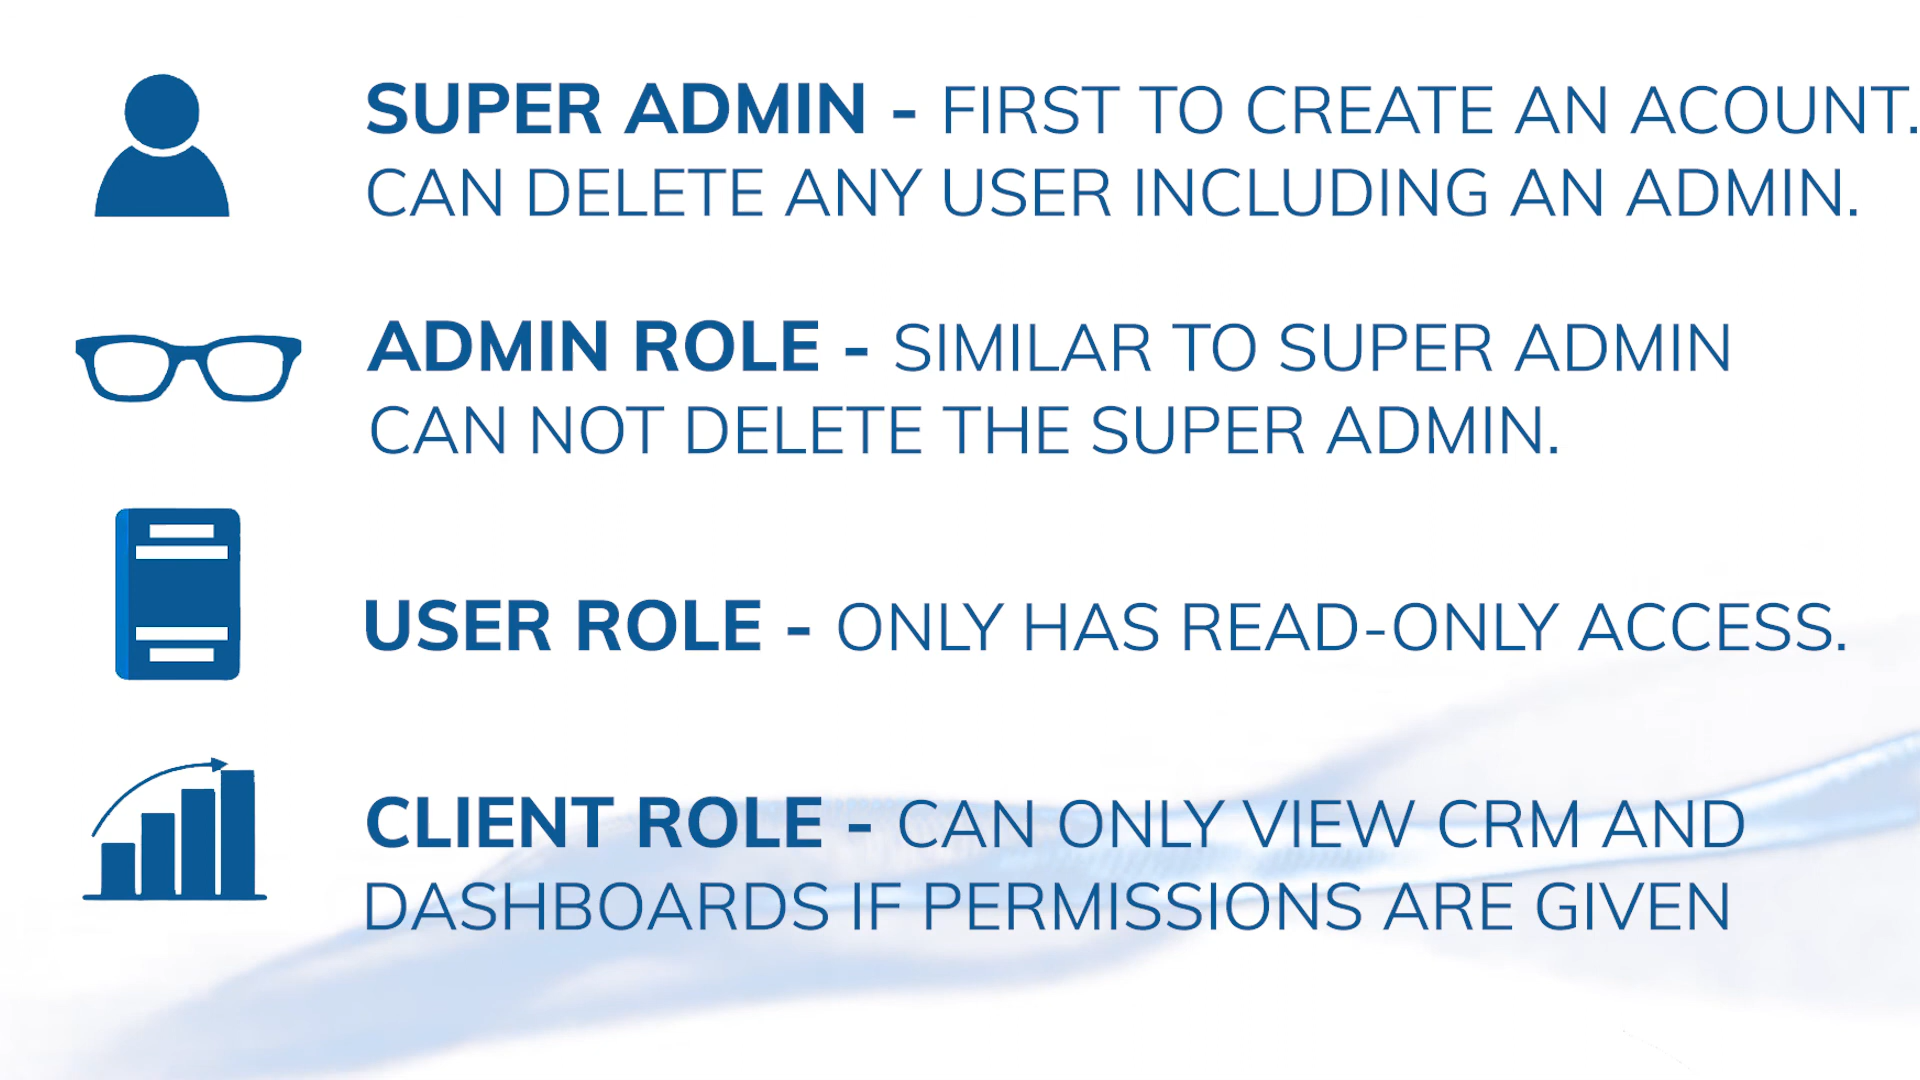 SUPER ADMIN - FIRST TO CREATE AN ACOUNT.
CAN DELETE ANY USER INCLUDING AN ADMIN.
ADMIN ROLE - SIMILAR TO SUPER ADMIN
CAN NOT DELETE THE SUPER ADMIN.
USER ROLE - ONLY HAS READ-ONLY ACCESS.
CLIENT ROLE - CAN ONLY VIEW CRM AND
DASHBOARDS IF PERMISSIONS ARE GIVEN